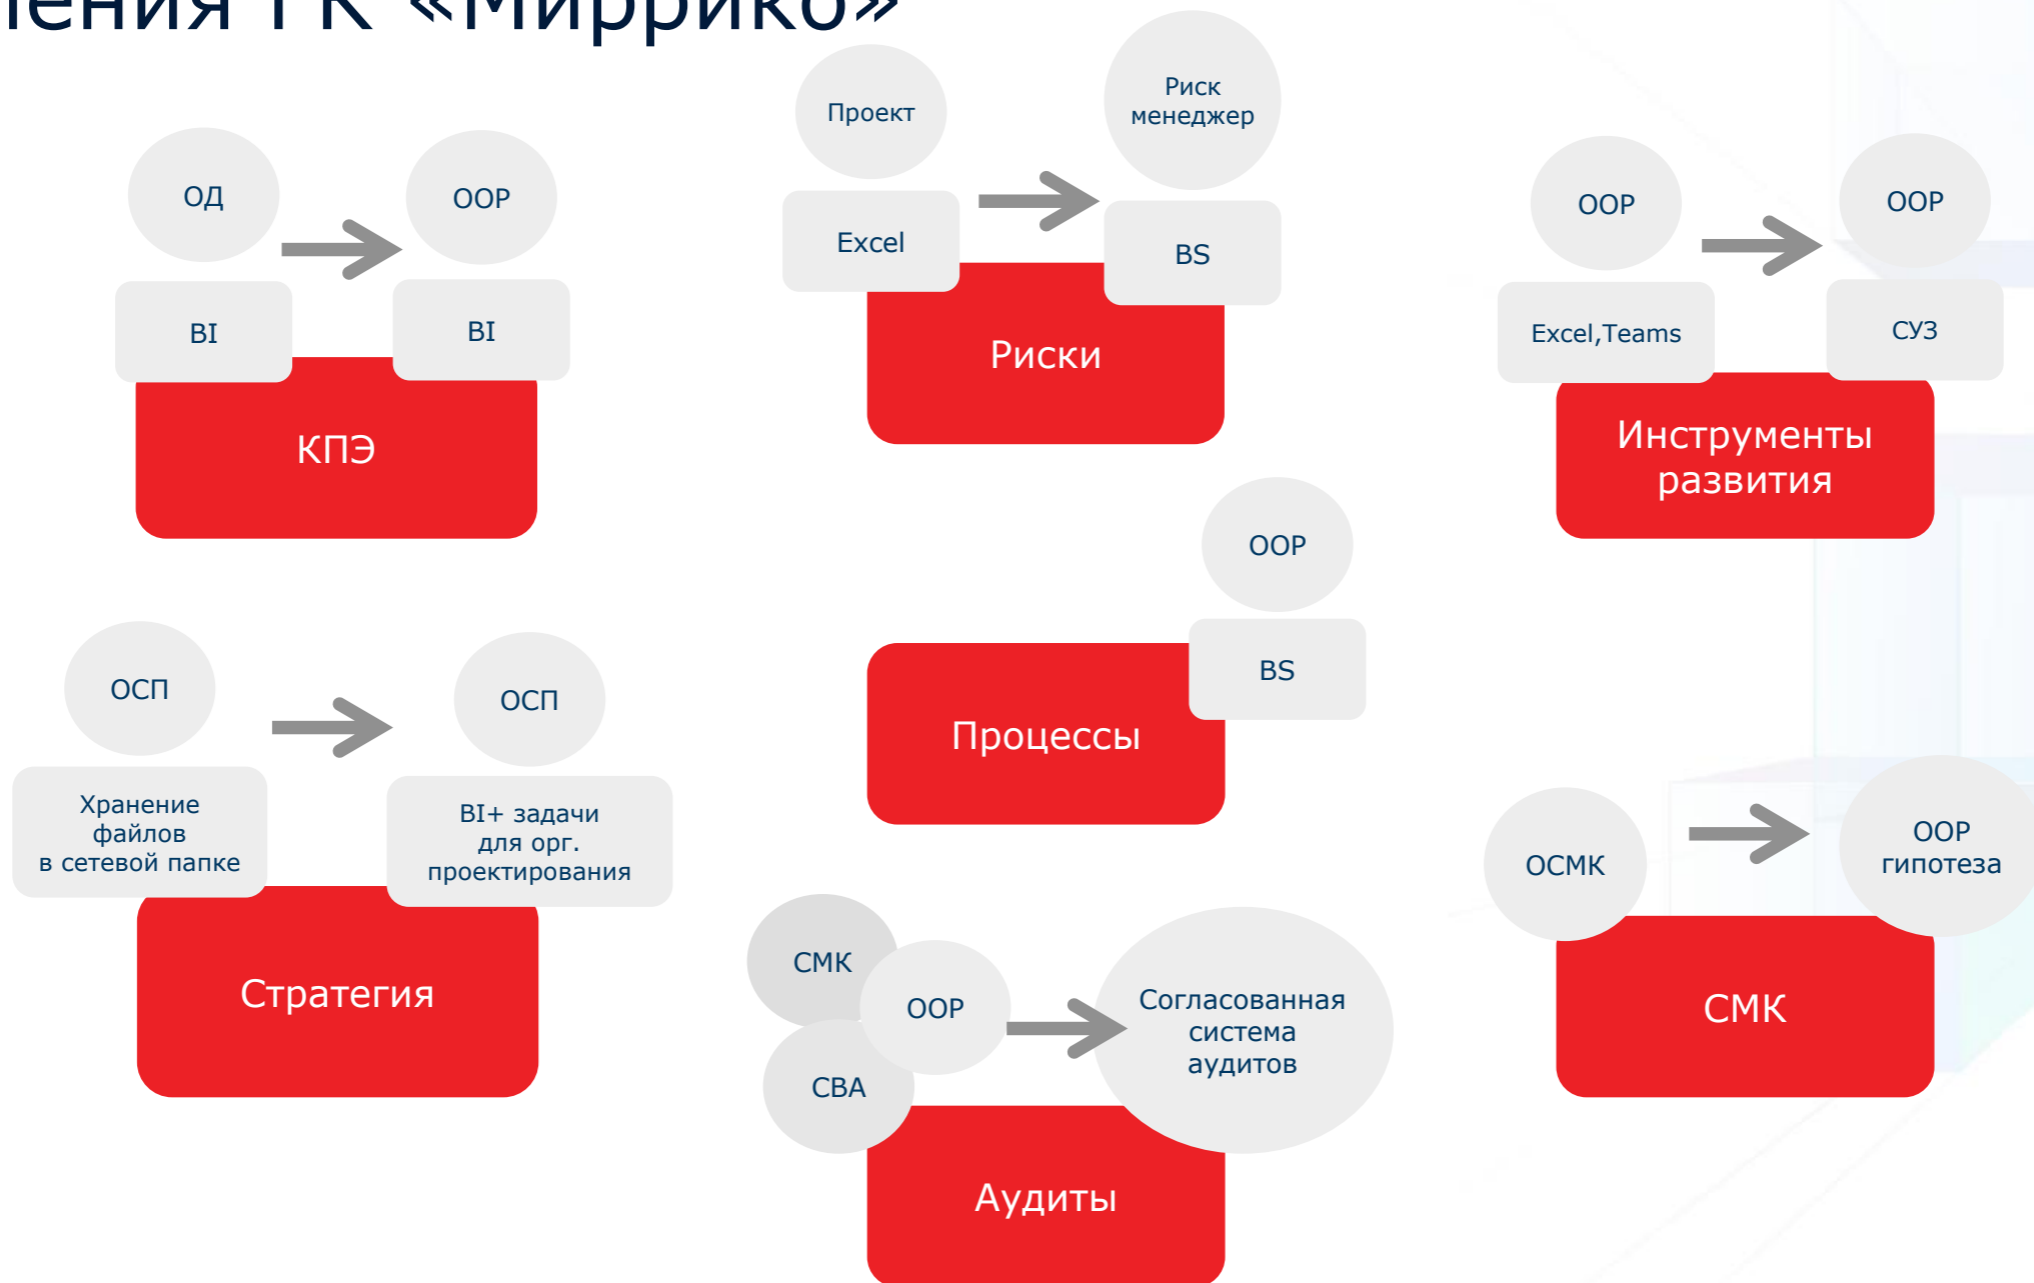 ГК «Миррико»
ОД
ООР
BI
BI
КПЭ
Проект
Риск
менеджер
Excel
BS
Риски
ООР
ООР
Excel,Teams
СУЗ
Инструменты
развития
ОСП
ОСП
Хранение
файлов
в сетевой папке
BI+ задачи
для орг.
проектирования
Стратегия
ООР
BS
Процессы
СМК
ООР
СВА
Согласованная
система
аудитов
Аудиты
ОСМК
ООР
гипотеза
СМК